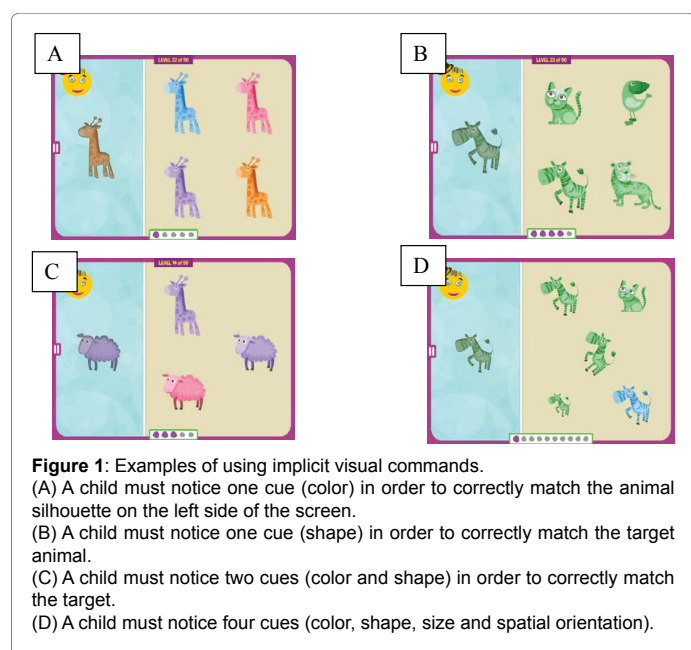 A
LEVEL 22 of 90
B
LEVEL 23 of 90
C
LEVEL 14 of 90
D
Figure 1: Examples of using implicit visual commands.
(A) A child must notice one cue (color) in order to correctly match the animal
silhouette on the left side of the screen.
(B) A child must notice one cue (shape) in order to correctly match the target
animal.
(C) A child must notice two cues (color and shape) in order to correctly match
the target.
(D) A child must notice four cues (color, shape, size and spatial orientation).